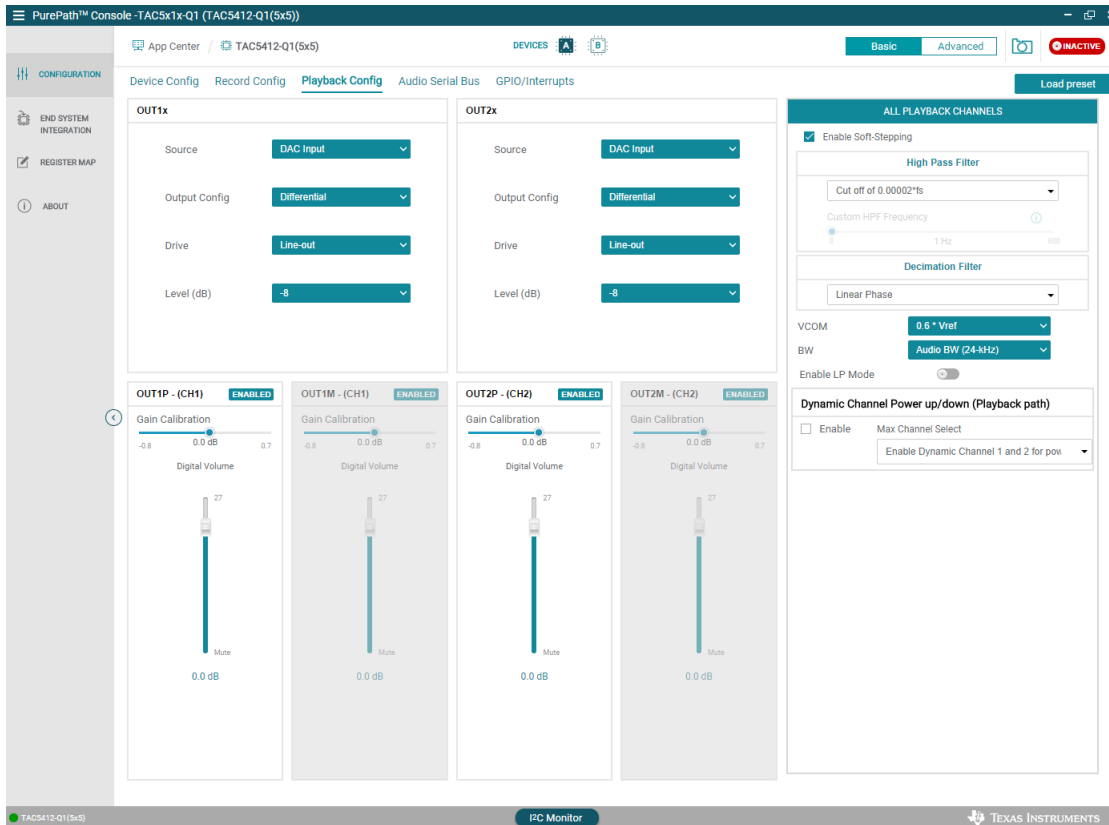 PurePath™ Console -TAC5x1x-Q1 (TAC5412-Q1(5x5))
App Center / TAC5412-Q1(5x5)
DEVICES A B
Basic Advanced
INACTIVE
CONFIGURATION
END SYSTEM
INTEGRATION
REGISTER MAP
ABOUT
Device Config Record Config Playback Config Audio Serial Bus GPIO/Interrupts
Load preset
OUT1x
Source DAC Input
Output Config Differential
Drive Line-out
Level (dB) -8
OUT2x
Source DAC Input
Output Config Differential
Drive Line-out
Level (dB) -8
ALL PLAYBACK CHANNELS
Enable Soft-Stepping
High Pass Filter
Cut off of 0.00002*fs
Custom HPF Frequency
0 1 Hz 600
Decimation Filter
Linear Phase
VCOM 0.6 * Vref
BW Audio BW (24-kHz)
Enable LP Mode
Dynamic Channel Power up/down (Playback path)
Enable Max Channel Select
Enable Dynamic Channel 1 and 2 for pow
OUT1P - (CH1) ENABLED
Gain Calibration
-0.8 0.0 dB 0.7
Digital Volume
27
Mute
0.0 dB
OUT1M - (CH1) ENABLED
Gain Calibration
-0.8 0.0 dB 0.7
Digital Volume
27
Mute
0.0 dB
OUT2P - (CH2) ENABLED
Gain Calibration
-0.8 0.0 dB 0.7
Digital Volume
27
Mute
0.0 dB
OUT2M - (CH2) ENABLED
Gain Calibration
-0.8 0.0 dB 0.7
Digital Volume
27
Mute
0.0 dB
TAC5412-Q1(5x5)
I²C Monitor
TEXAS INSTRUMENTS